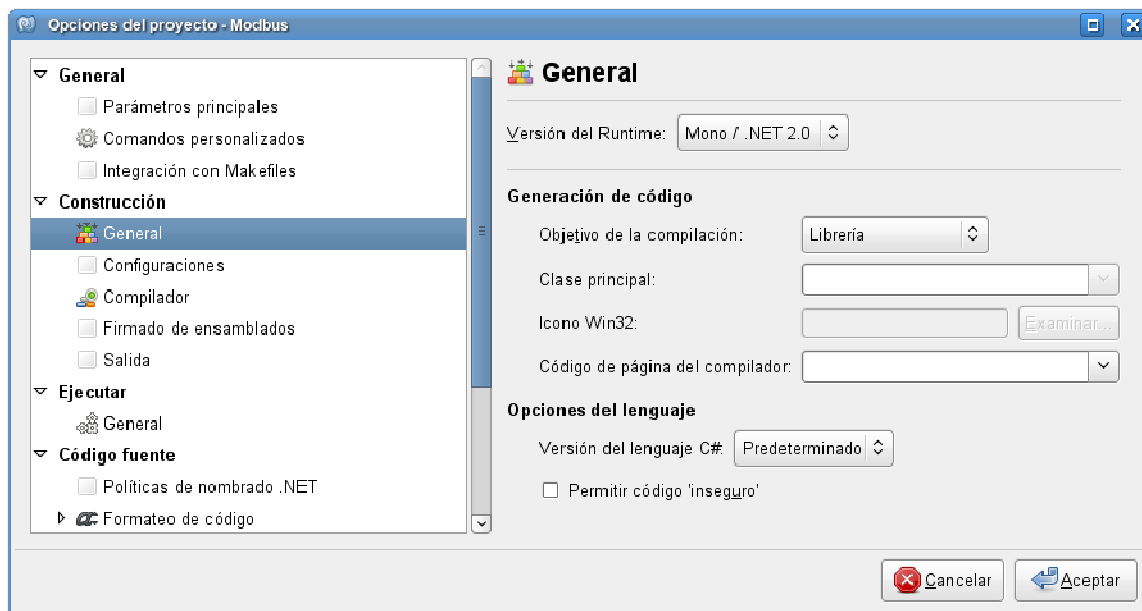 Opciones del proyecto - Modbus
General
Parámetros principales
Comandos personalizados
Integración con Makefiles
Construcción
General
Configuraciones
Compilador
Firmado de ensamblados
Salida
Ejecutar
General
Código fuente
Políticas de nombrado .NET
Formateo de código
General
Versión del Runtime: Mono / .NET 2.0
Generación de código
Objetivo de la compilación: Librería
Clase principal:
Icono Win32: Examinar...
Código de página del compilador:
Opciones del lenguaje
Versión del lenguaje C#: Predeterminado
Permitir código 'inseguro'
Cancelar Aceptar